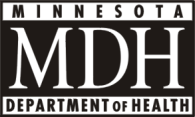 MINNESOTA
MDH
DEPARTMENT OF HEALTH